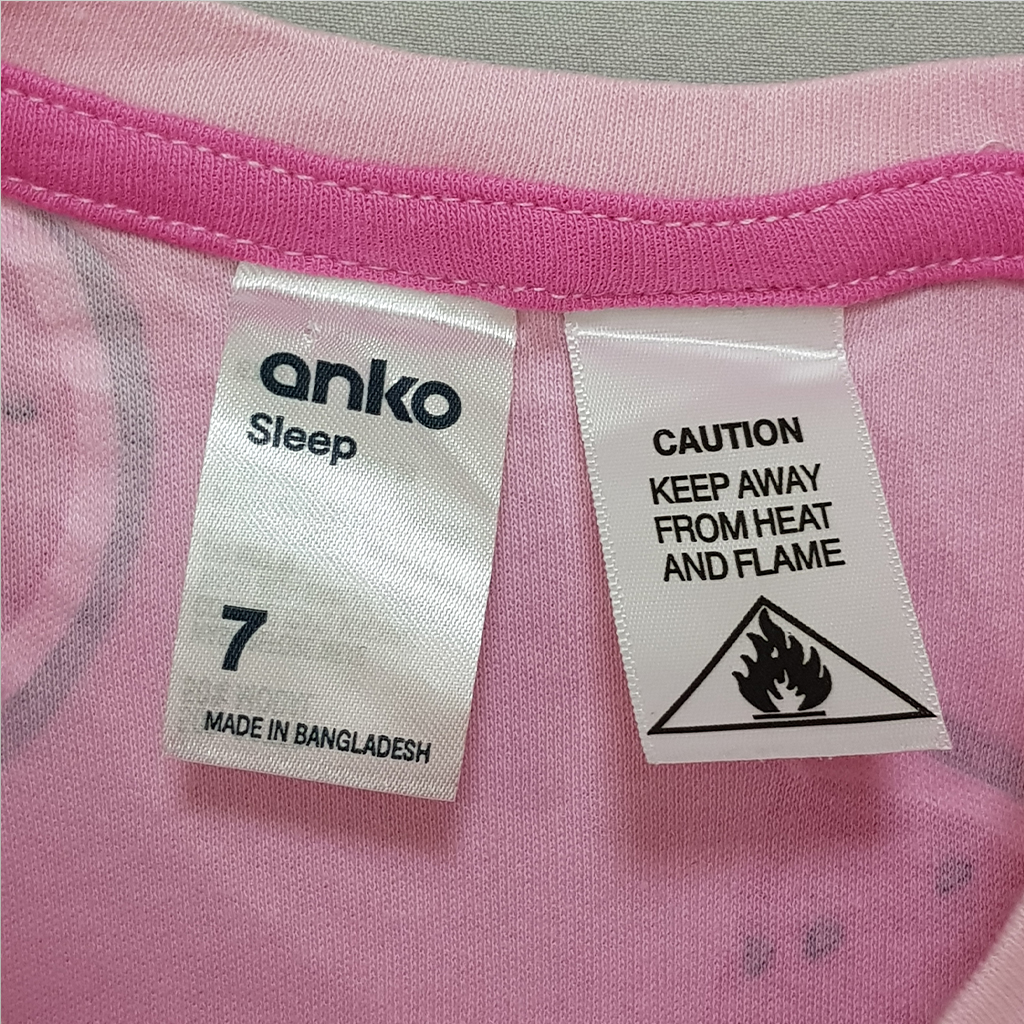 anko
Sleep
7
MADE IN BANGLADESH
CAUTION
KEEP AWAY
FROM HEAT
AND FLAME